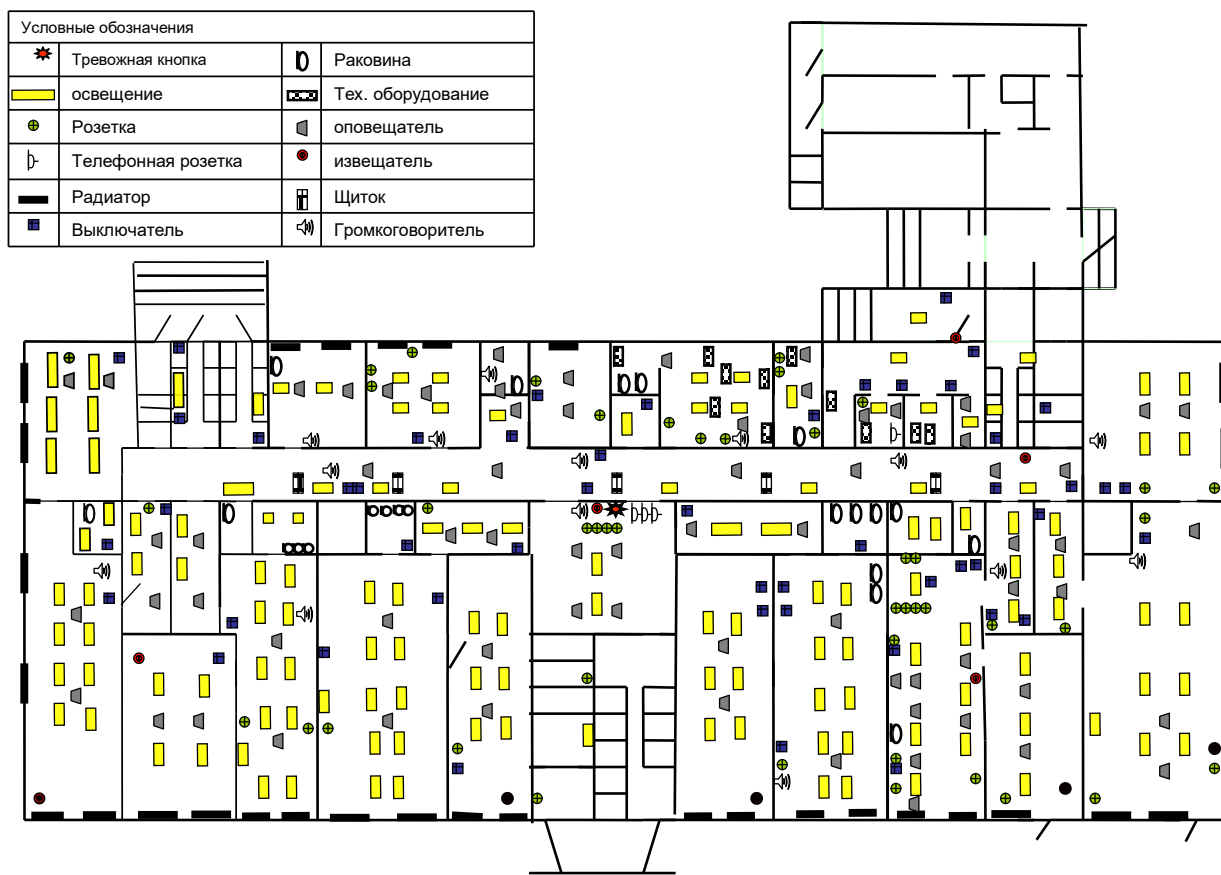 Условные обозначения
Тревожная кнопка
Раковина
освещение
Тех. оборудование
Розетка
оповещатель
Телефонная розетка
извещатель
Радиатор
Щиток
Выключатель
Громкоговоритель